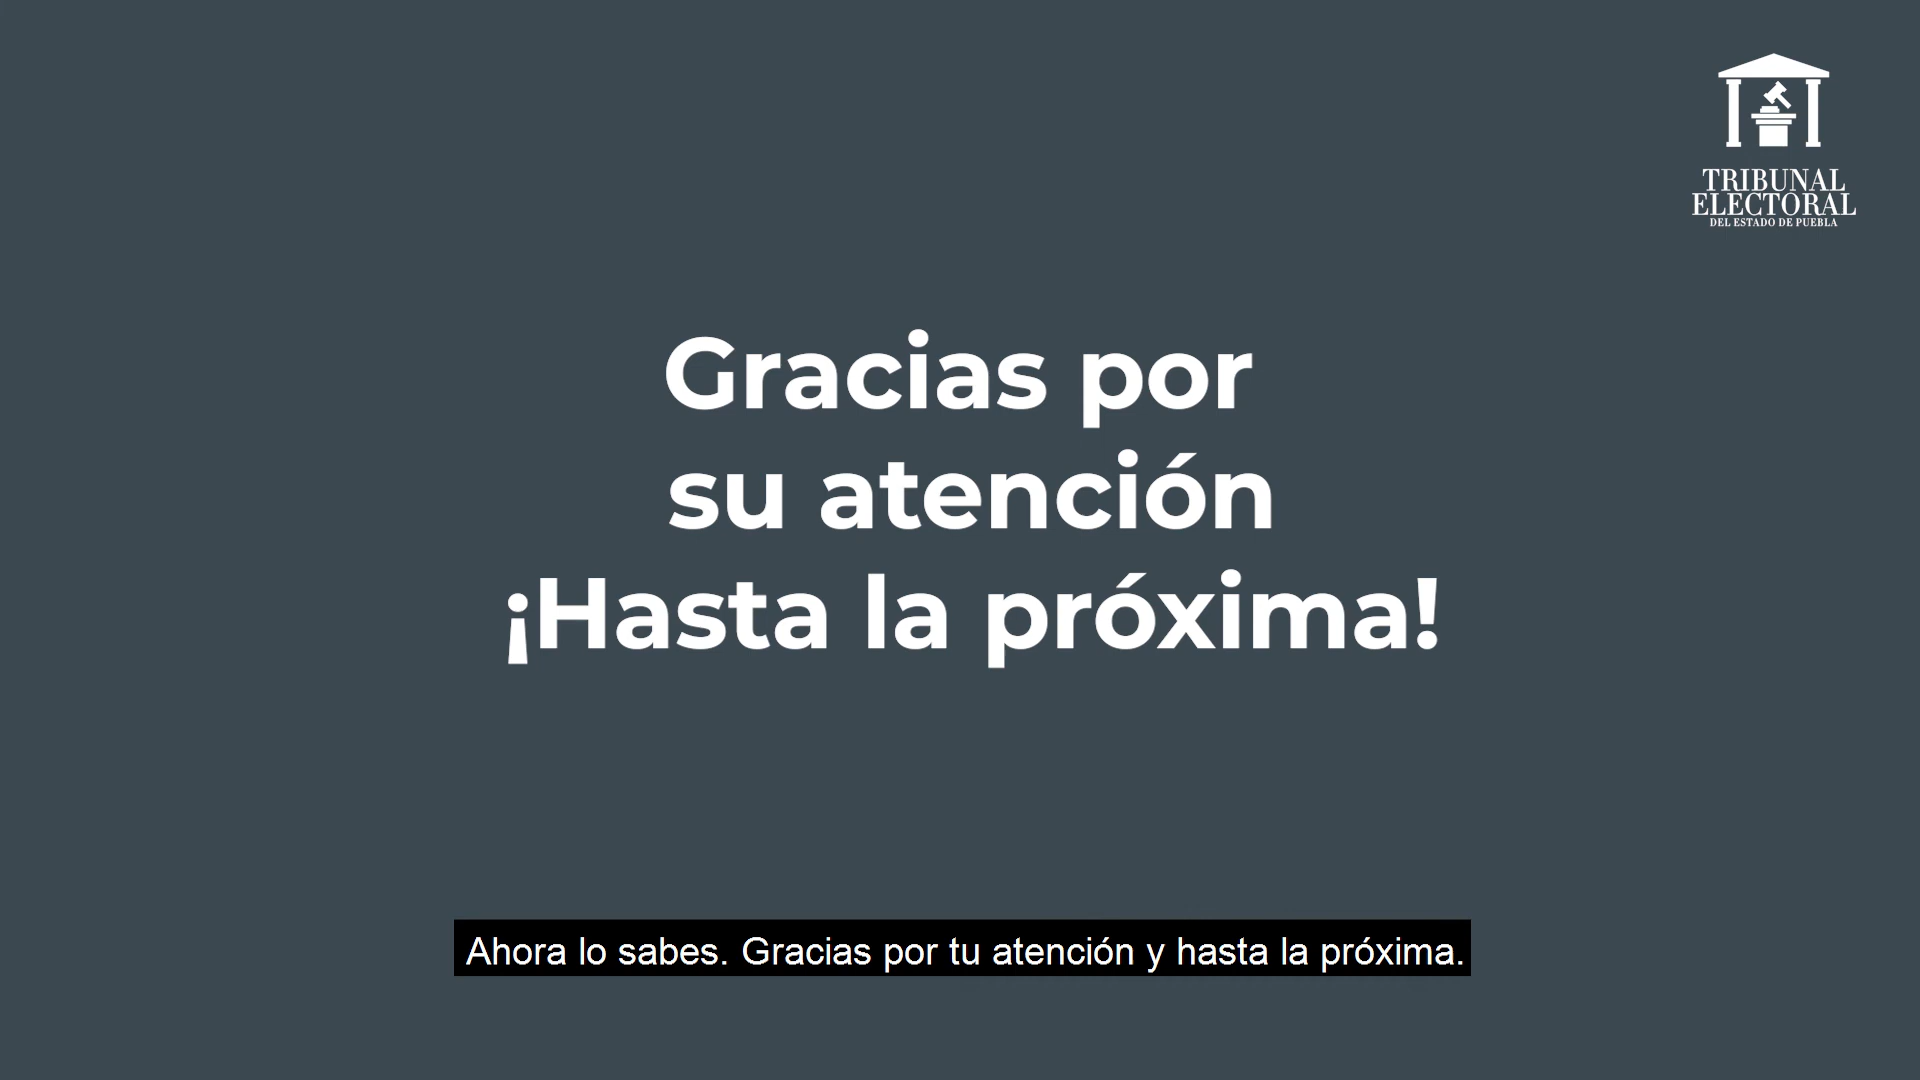 TRIBUNAL
ELECTORAL
DEL ESTADO DE PUEBLA
Gracias por
su atención
¡Hasta la próxima!
Ahora lo sabes. Gracias por tu atención y hasta la próxima.